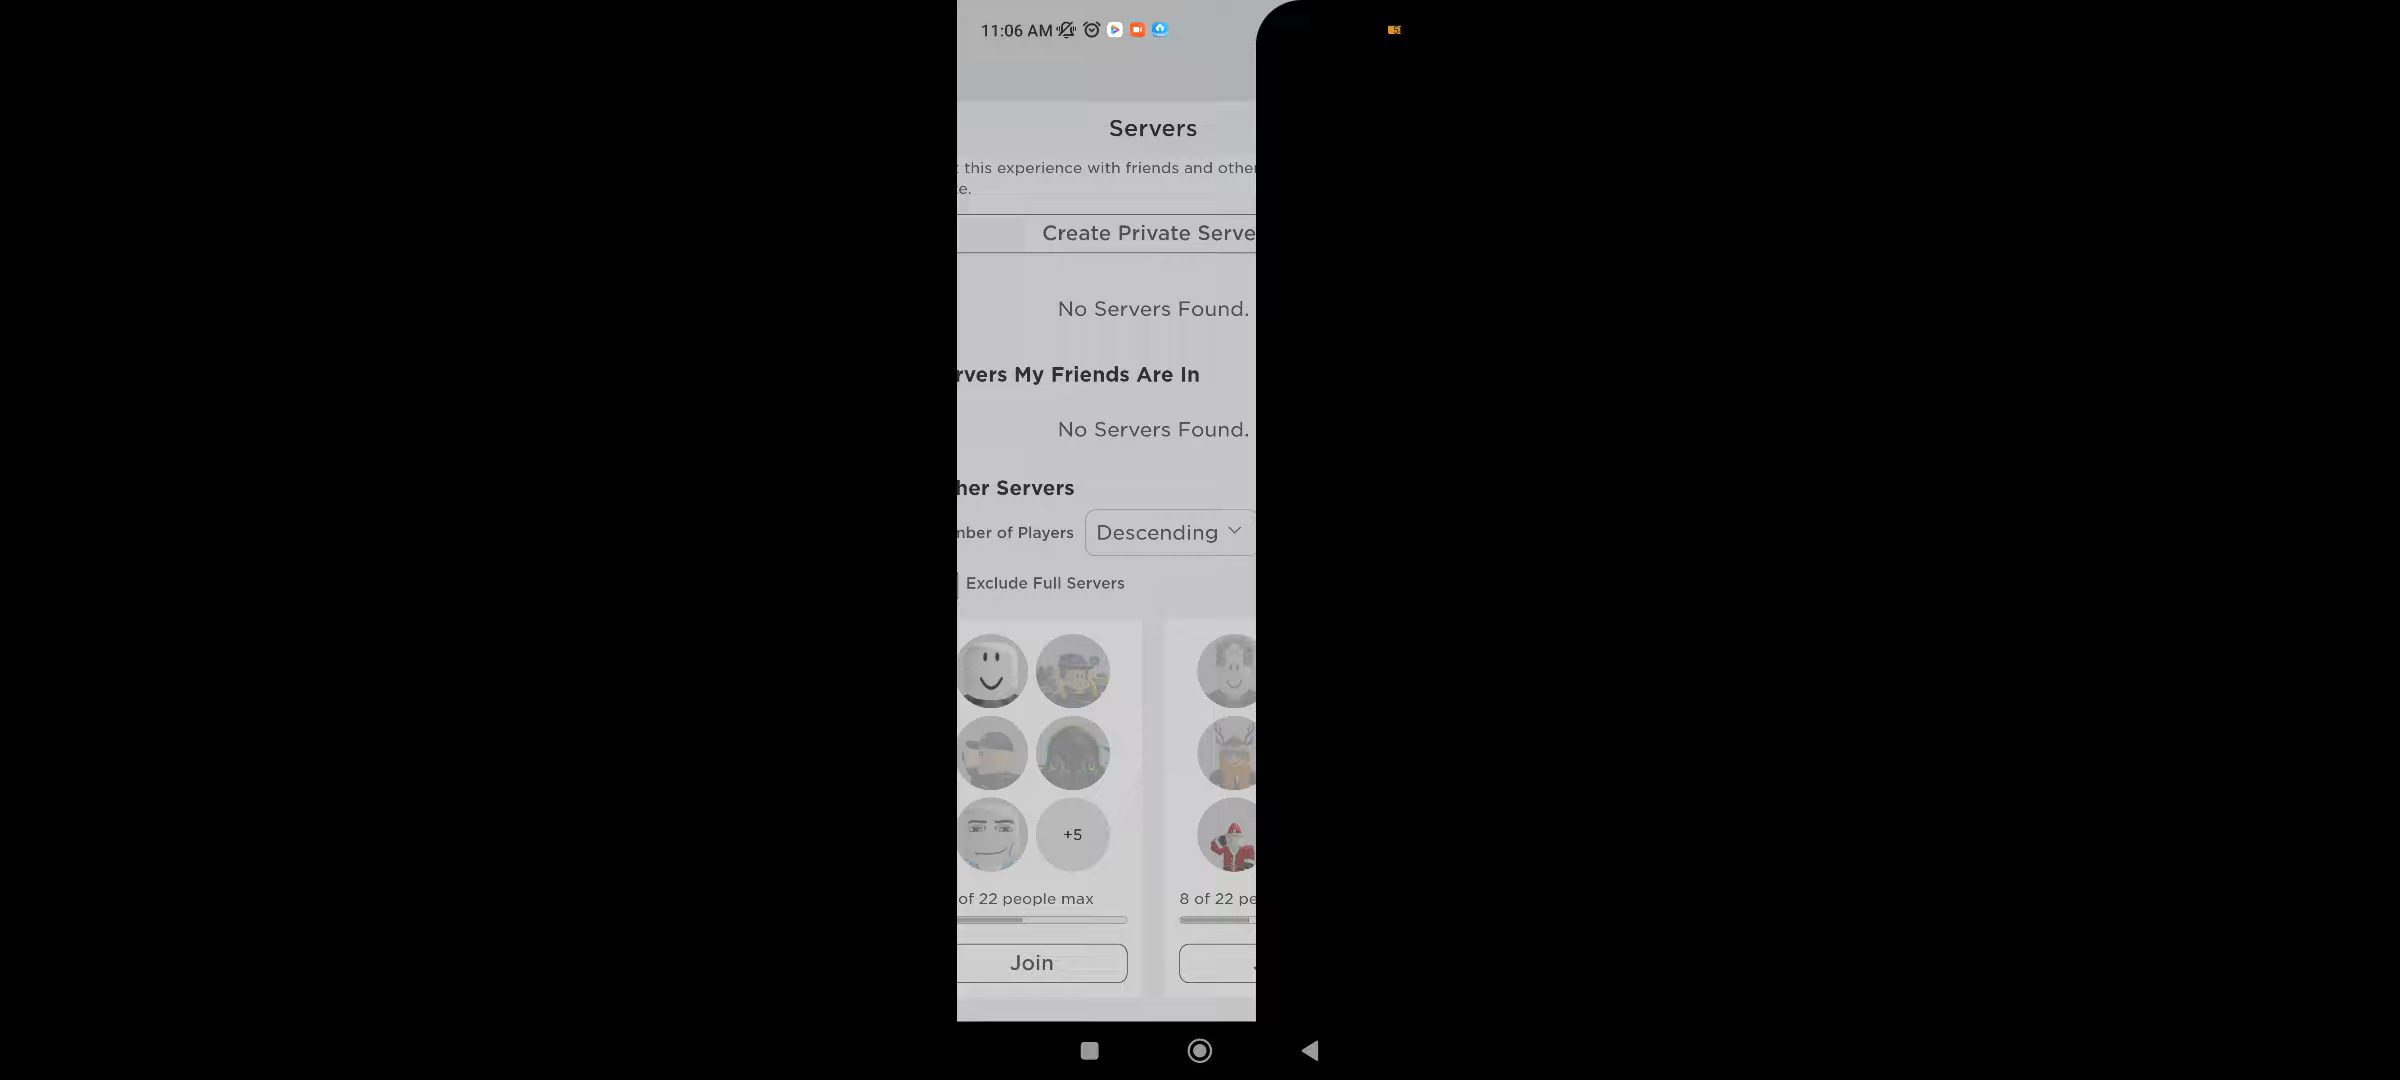 11:06 AM
Servers
this experience with friends and other
e.
Create Private Serve
No Servers Found.
rvers My Friends Are In
No Servers Found.
her Servers
mber of Players Descending
Exclude Full Servers
+5
of 22 people max
8 of 22 pe
Join